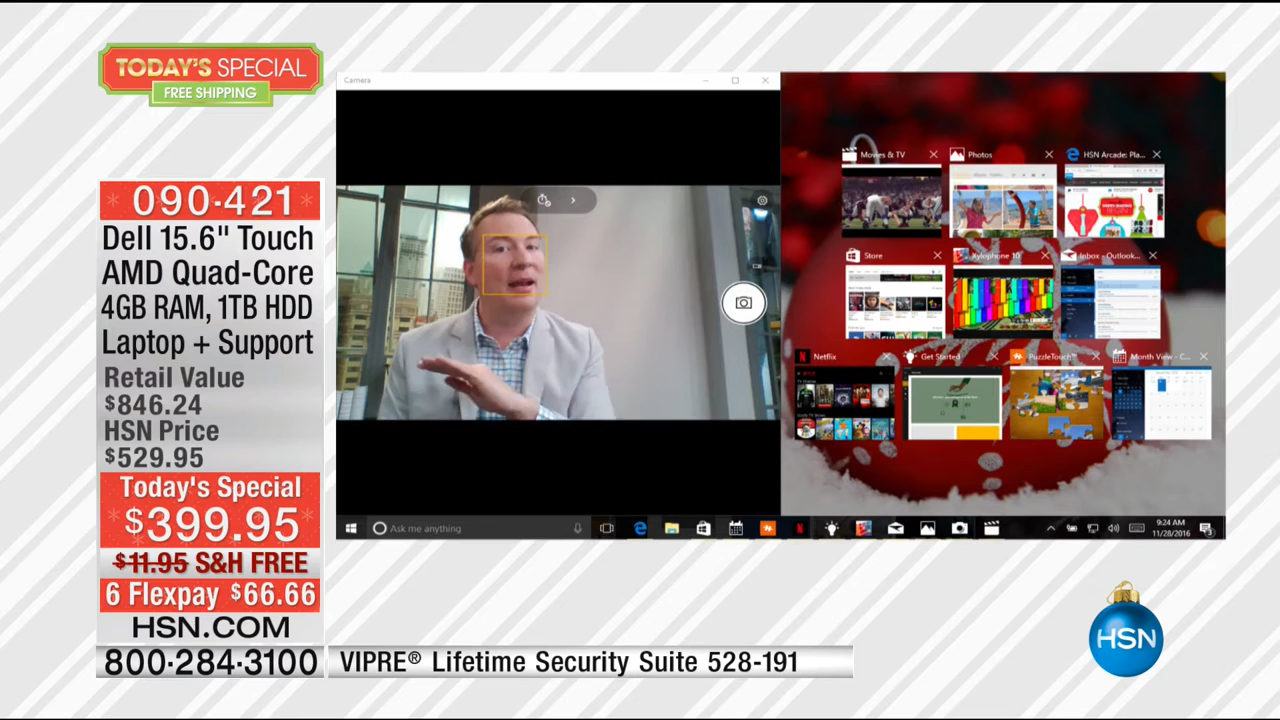 TODAY'S SPECIAL
FREE SHIPPING
090-421
Dell 15.6" Touch
AMD Quad-Core
4GB RAM, 1TB HDD
Laptop + Support
Retail Value
$846.24
HSN Price
$529.95
Today's Special
$399.95
$11.95 S&H FREE
6 Flexpay $66.66
HSN.COM
800-284-3100
VIPRE® Lifetime Security Suite 528-191
Camera
Movies & TV
Photos
HSN Arcade: Pla...
Store
Xylophone 10
Inbox - Outlook...
Netflix
Get Started
PuzzleTouch™
Month View - C...
Ask me anything
9:24 AM
11/28/2016
HSN